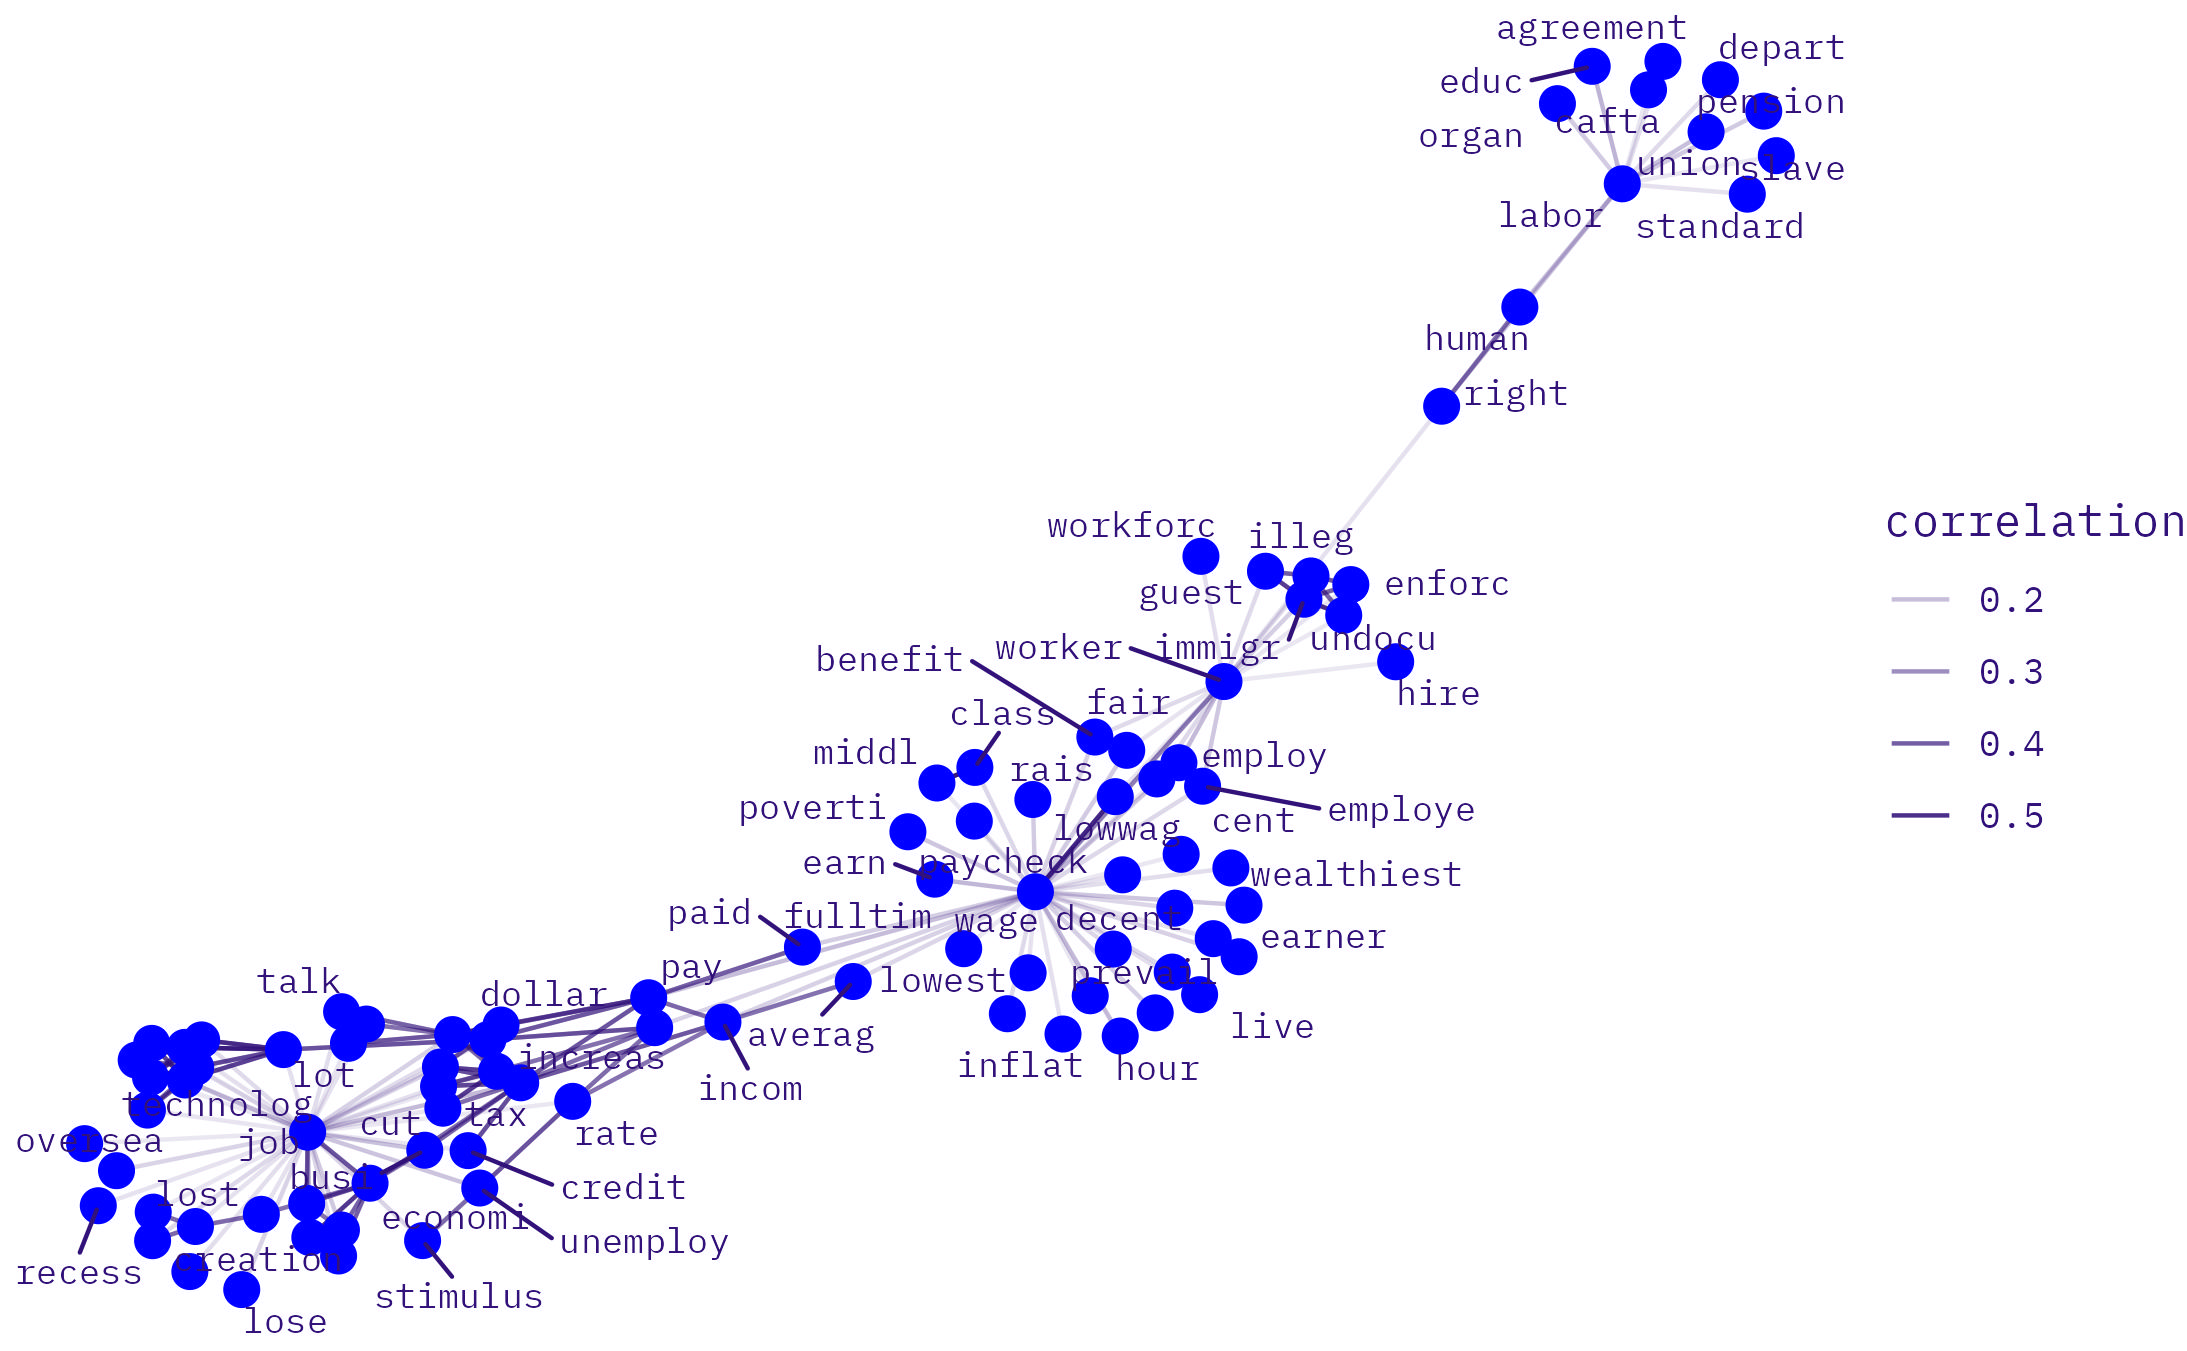 agreement
depart
educ
pension
cafta
organ
union
slave
labor
standard
human
right
workforc
illeg
correlation
enforc
guest
0.2
undocu
worker
immigr
benefit
0.3
hire
fair
class
middl
0.4
employ
rais
poverti
employe
0.5
cent
lowwag
earn
paycheck
wealthiest
paid
fulltim
wage
decent
earner
pay
prevail
talk
lowest
dollar
live
averag
increas
inflat
hour
lot
incom
technolog
tax
cut
rate
oversea
job
busi
credit
lost
economi
unemploy
creation
recess
stimulus
lose